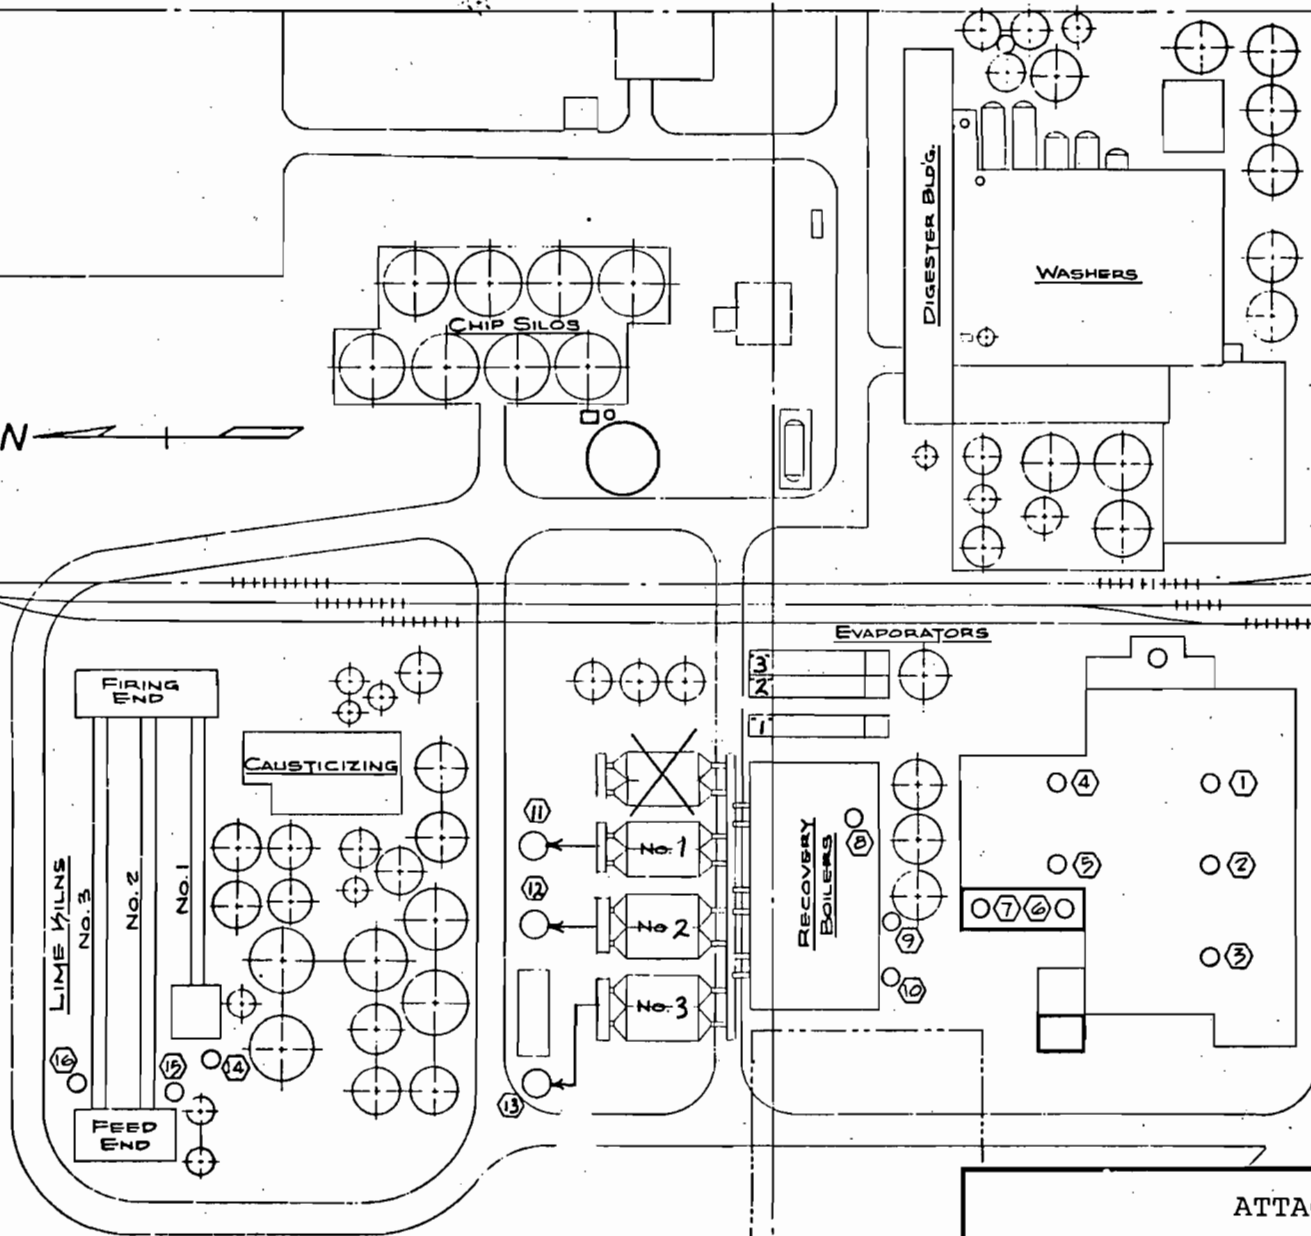 DIGESTER BLD'G.
WASHERS
CHIP SILOS
N
EVAPORATORS
3
2
1
FIRING
END
CAUSTICIZING
LIME KILNS
No. 3
No. 2
No. 1
11
No. 1
12
No. 2
No. 3
13
RECOVERY
BOILERS
8
9
10
4
1
5
2
7
6
3
16
15
14
FEED
END